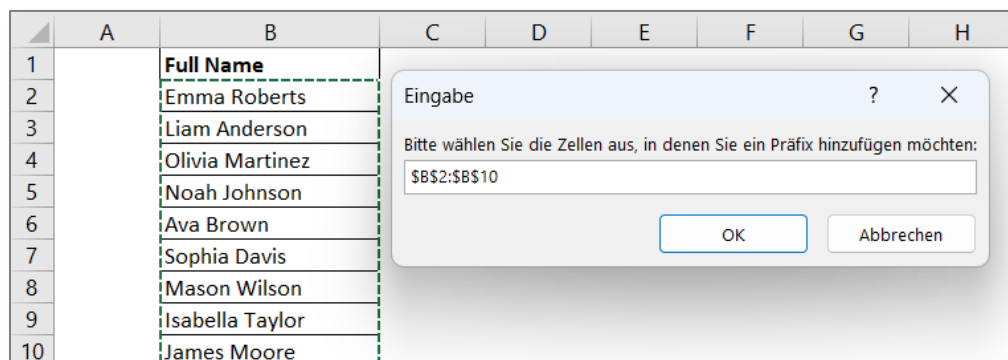 A B C D E F G H
1 Full Name
2 Emma Roberts
3 Liam Anderson
4 Olivia Martinez
5 Noah Johnson
6 Ava Brown
7 Sophia Davis
8 Mason Wilson
9 Isabella Taylor
10 James Moore
Eingabe ?
Bitte wählen Sie die Zellen aus, in denen Sie ein Präfix hinzufügen möchten:
$B$2:$B$10
OK Abbrechen